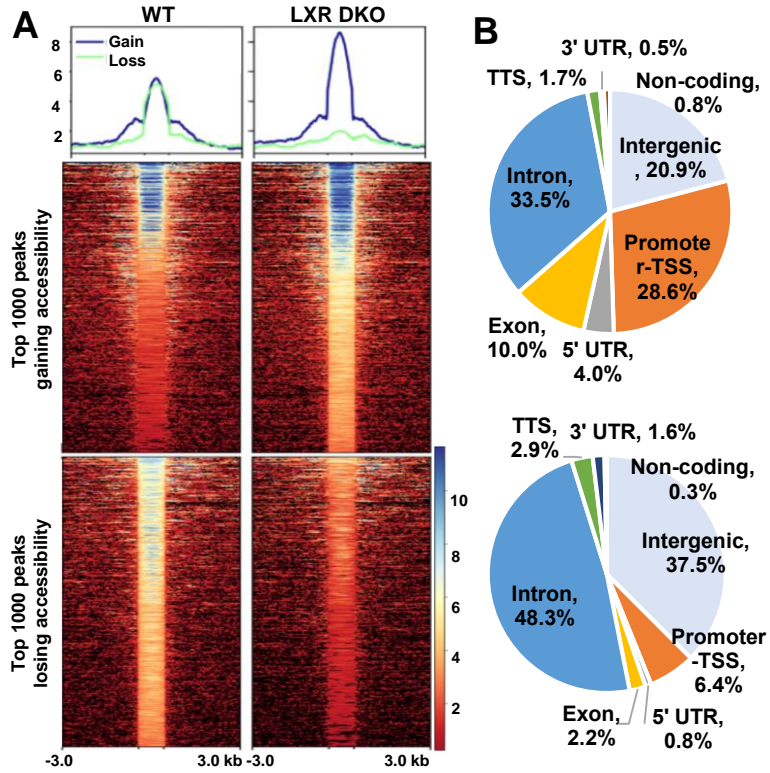 A
WT
LXR DKO
8
6
4
2
Gain
Loss
Top 1000 peaks
gaining accessibility
Top 1000 peaks
losing accessibility
10
8
6
4
2
-3.0
3.0 kb
-3.0
3.0 kb
B
3' UTR, 0.5%
TTS, 1.7%
Non-coding,
0.8%
Intergenic
, 20.9%
Intron,
33.5%
Promote
r-TSS,
28.6%
Exon,
10.0%
5' UTR,
4.0%
TTS,
2.9%
3' UTR, 1.6%
Non-coding,
0.3%
Intergenic,
37.5%
Intron,
48.3%
Promoter
-TSS,
6.4%
Exon,
2.2%
5' UTR,
0.8%